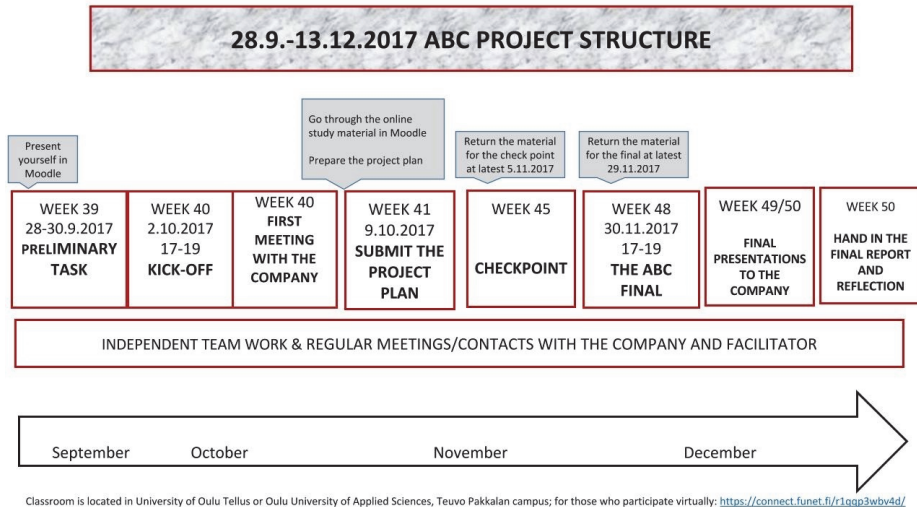 28.9.-13.12.2017 ABC PROJECT STRUCTURE
Present
yourself in
Moodle
Go through the online
study material in Moodle
Prepare the project plan
Return the material
for the check point
at latest 5.11.2017
Return the material
for the final at latest
29.11.2017
WEEK 39
28-30.9.2017
PRELIMINARY
TASK
WEEK 40
2.10.2017
17-19
KICK-OFF
WEEK 40
FIRST
MEETING
WITH THE
COMPANY
WEEK 41
9.10.2017
SUBMIT THE
PROJECT
PLAN
WEEK 45
CHECKPOINT
WEEK 48
30.11.2017
17-19
THE ABC
FINAL
WEEK 49/50
FINAL
PRESENTATIONS
TO THE
COMPANY
WEEK 50
HAND IN THE
FINAL REPORT
AND
REFLECTION
INDEPENDENT TEAM WORK & REGULAR MEETINGS/CONTACTS WITH THE COMPANY AND FACILITATOR
September October November December
Classroom is located in University of Oulu Tellus or Oulu University of Applied Sciences, Teuvo Pakkalan campus; for those who participate virtually: https://connect.funet.fi/r1qqp3wbv4d/